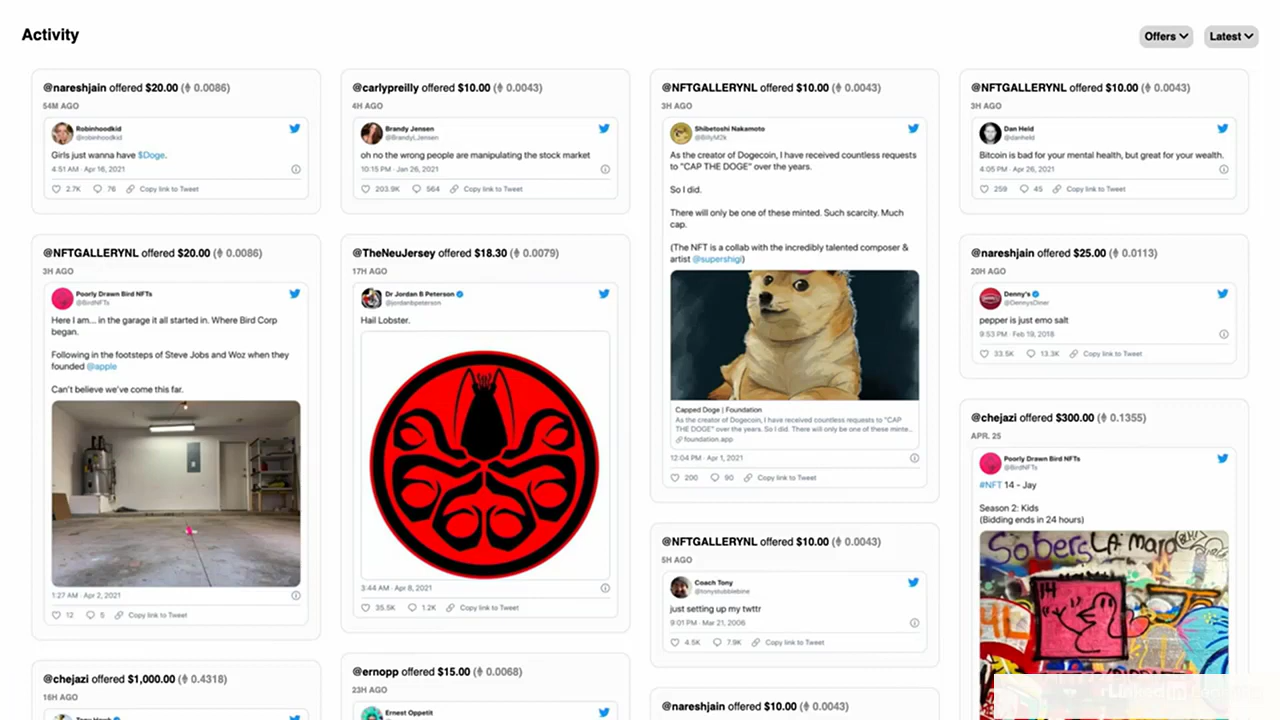 Activity
Offers
Latest
@nareshjain offered $20.00 (⧫ 0.0086)
54M AGO
Robinhoodkid
@robinhoodkid
Girls just wanna have $Doge.
4:51 AM · Apr 16, 2021
2.7K 76 Copy link to Tweet
@NFTGALLERYNL offered $20.00 (⧫ 0.0086)
3H AGO
Poorly Drawn Bird NFTs
@BirdNFTs
Here I am... in the garage it all started in. Where Bird Corp
began.
Following in the footsteps of Steve Jobs and Woz when they
founded @apple
Can't believe we've come this far.
1:27 AM · Apr 2, 2021
12 5 Copy link to Tweet
@chejazi offered $1,000.00 (⧫ 0.4318)
16H AGO
@carlypreilly offered $10.00 (⧫ 0.0043)
4H AGO
Brandy Jensen
@BrandyLJensen
oh no the wrong people are manipulating the stock market
10:15 PM · Jan 26, 2021
203.9K 564 Copy link to Tweet
@TheNeuJersey offered $18.30 (⧫ 0.0079)
17H AGO
Dr Jordan B Peterson
@jordanbpeterson
Hail Lobster.
3:44 AM · Apr 8, 2021
35.5K 1.2K Copy link to Tweet
@ernopp offered $15.00 (⧫ 0.0068)
23H AGO
Ernest Oppetit
@NFTGALLERYNL offered $10.00 (⧫ 0.0043)
3H AGO
Shibetoshi Nakamoto
@BillyM2k
As the creator of Dogecoin, I have received countless requests
to "CAP THE DOGE" over the years.
So I did.
There will only be one of these minted. Such scarcity. Much
cap.
(The NFT is a collab with the incredibly talented composer &
artist @supershigi)
Capped Doge | Foundation
As the creator of Dogecoin, I have received countless requests to "CAP
THE DOGE" over the years. So I did. There will only be one of these minte...
foundation.app
12:04 PM · Apr 1, 2021
200 90 Copy link to Tweet
@NFTGALLERYNL offered $10.00 (⧫ 0.0043)
5H AGO
Coach Tony
@tonystubblebine
just setting up my twttr
9:01 PM · Mar 21, 2006
4.5K 7.9K Copy link to Tweet
@nareshjain offered $10.00 (⧫ 0.0043)
@NFTGALLERYNL offered $10.00 (⧫ 0.0043)
3H AGO
Dan Held
@danheld
Bitcoin is bad for your mental health, but great for your wealth.
4:05 PM · Apr 26, 2021
259 45 Copy link to Tweet
@nareshjain offered $25.00 (⧫ 0.0113)
20H AGO
Denny's
@DennysDiner
pepper is just emo salt
9:53 PM · Feb 19, 2018
33.5K 13.3K Copy link to Tweet
@chejazi offered $300.00 (⧫ 0.1355)
APR. 25
Poorly Drawn Bird NFTs
@BirdNFTs
#NFT 14 - Jay
Season 2: Kids
(Bidding ends in 24 hours)
Sobers LA
14